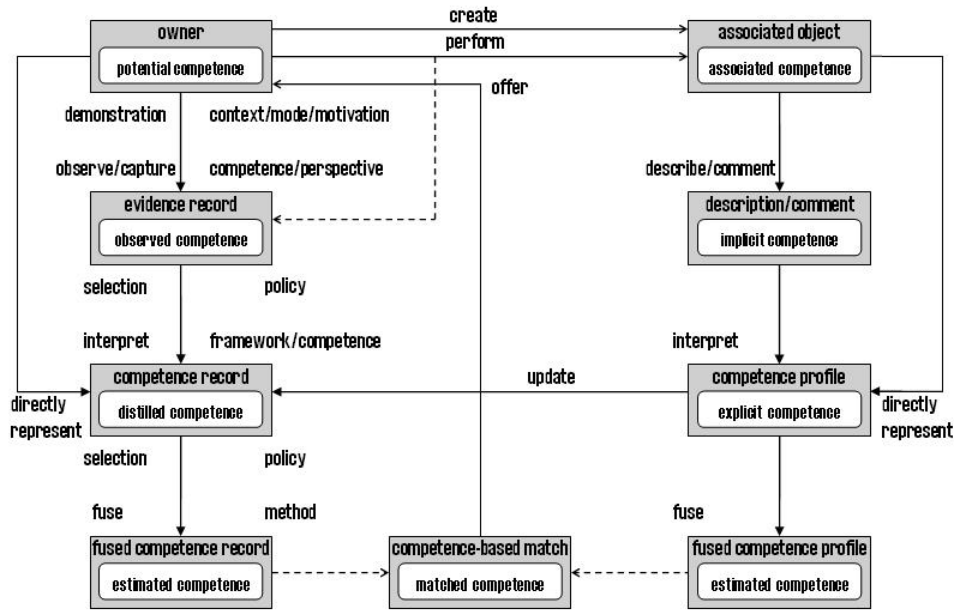 create
owner
associated object
perform
potential competence
associated competence
offer
demonstration
context/mode/motivation
observe/capture
competence/perspective
describe/comment
evidence record
description/comment
observed competence
implicit competence
selection
policy
interpret
framework/competence
interpret
competence record
update
competence profile
distilled competence
explicit competence
directly
represent
directly
represent
selection
policy
fuse
method
fuse
fused competence record
competence-based match
fused competence profile
estimated competence
matched competence
estimated competence